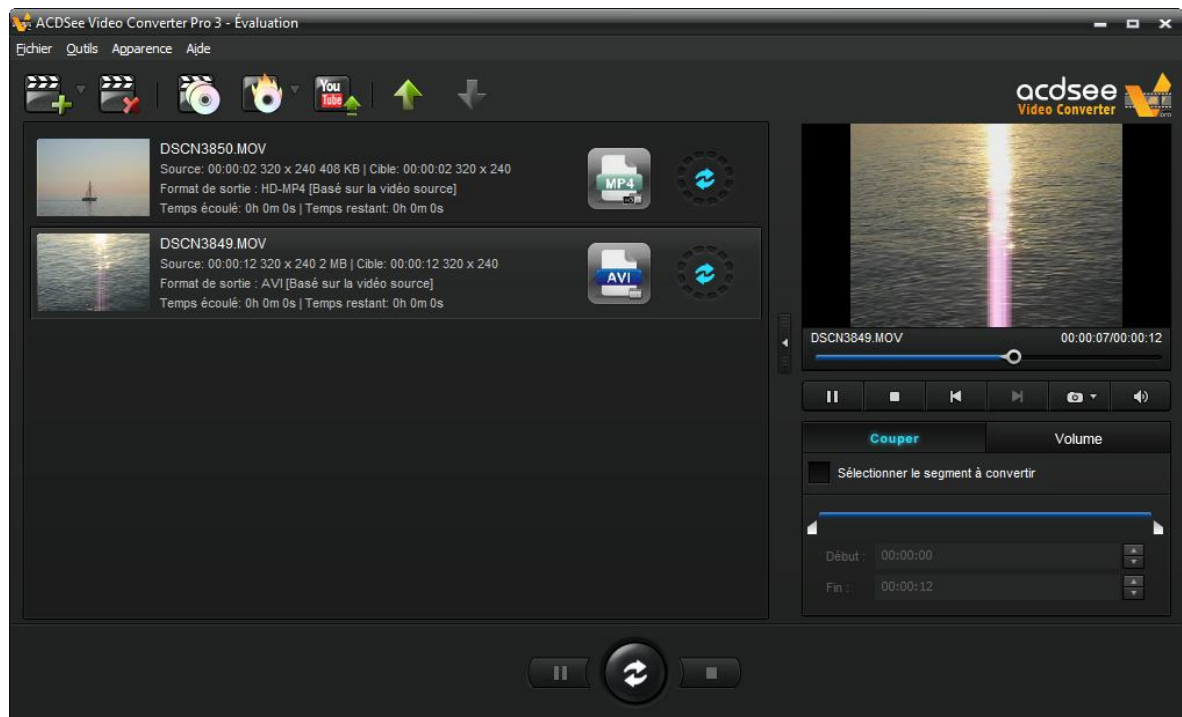 ACDSee Video Converter Pro 3 - Évaluation
Fichier Outils Apparence Aide
You
Tube
acdsee
Video Converter
pro
DSCN3850.MOV
Source: 00:00:02 320 x 240 408 KB | Cible: 00:00:02 320 x 240
Format de sortie : HD-MP4 [Basé sur la vidéo source]
Temps écoulé: 0h 0m 0s | Temps restant: 0h 0m 0s
MP4
DSCN3849.MOV
Source: 00:00:12 320 x 240 2 MB | Cible: 00:00:12 320 x 240
Format de sortie : AVI [Basé sur la vidéo source]
Temps écoulé: 0h 0m 0s | Temps restant: 0h 0m 0s
AVI
DSCN3849.MOV 00:00:07/00:00:12
Couper Volume
Sélectionner le segment à convertir
Début : 00:00:00
Fin : 00:00:12